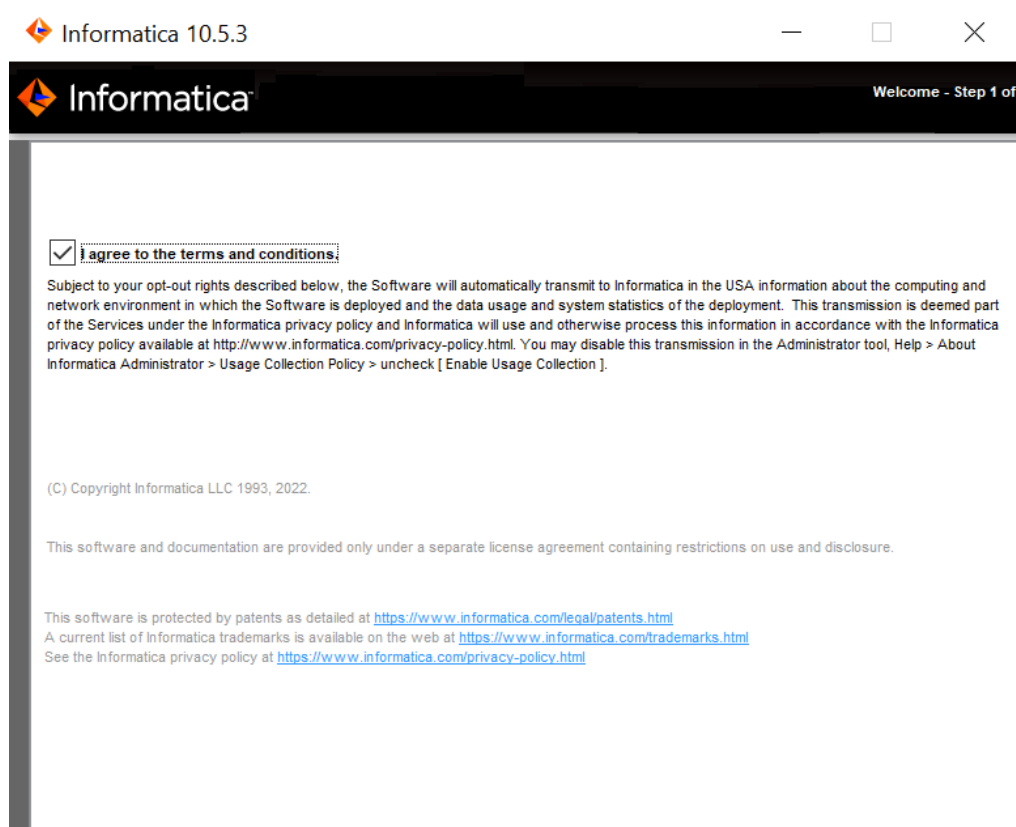 Informatica 10.5.3
Informatica
Welcome - Step 1 of
I agree to the terms and conditions.
Subject to your opt-out rights described below, the Software will automatically transmit to Informatica in the USA information about the computing and
network environment in which the Software is deployed and the data usage and system statistics of the deployment. This transmission is deemed part
of the Services under the Informatica privacy policy and Informatica will use and otherwise process this information in accordance with the Informatica
privacy policy available at http://www.informatica.com/privacy-policy.html. You may disable this transmission in the Administrator tool, Help > About
Informatica Administrator > Usage Collection Policy > uncheck [ Enable Usage Collection ].
(C) Copyright Informatica LLC 1993, 2022.
This software and documentation are provided only under a separate license agreement containing restrictions on use and disclosure.
This software is protected by patents as detailed at https://www.informatica.com/legal/patents.html
A current list of Informatica trademarks is available on the web at https://www.informatica.com/trademarks.html
See the Informatica privacy policy at https://www.informatica.com/privacy-policy.html